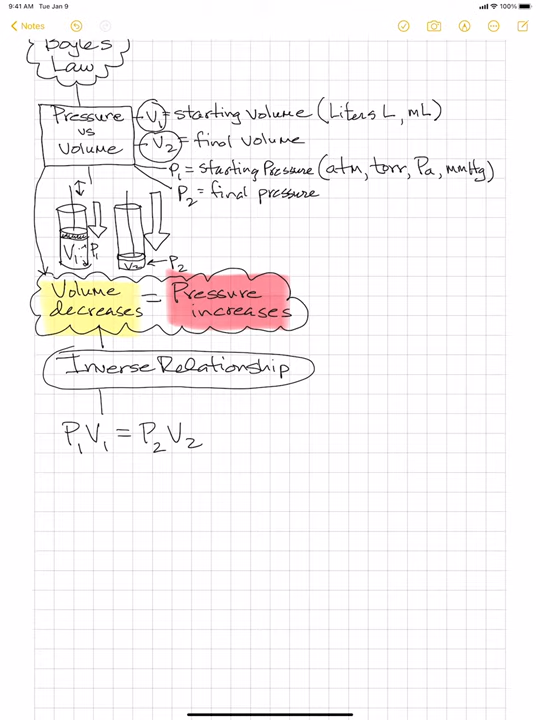 9:41 AM Tue Jan 9
100%
Notes
Boyle's
Law
Pressure
vs
Volume
V₁ = starting volume (Liters L, mL)
V₂ = final volume
P₁ = starting Pressure (atm, torr, Pa, mmHg)
P₂ = final pressure
V₁
P₁
V₂
P₂
Volume
decreases
=
Pressure
increases
Inverse Relationship
P₁V₁ = P₂V₂